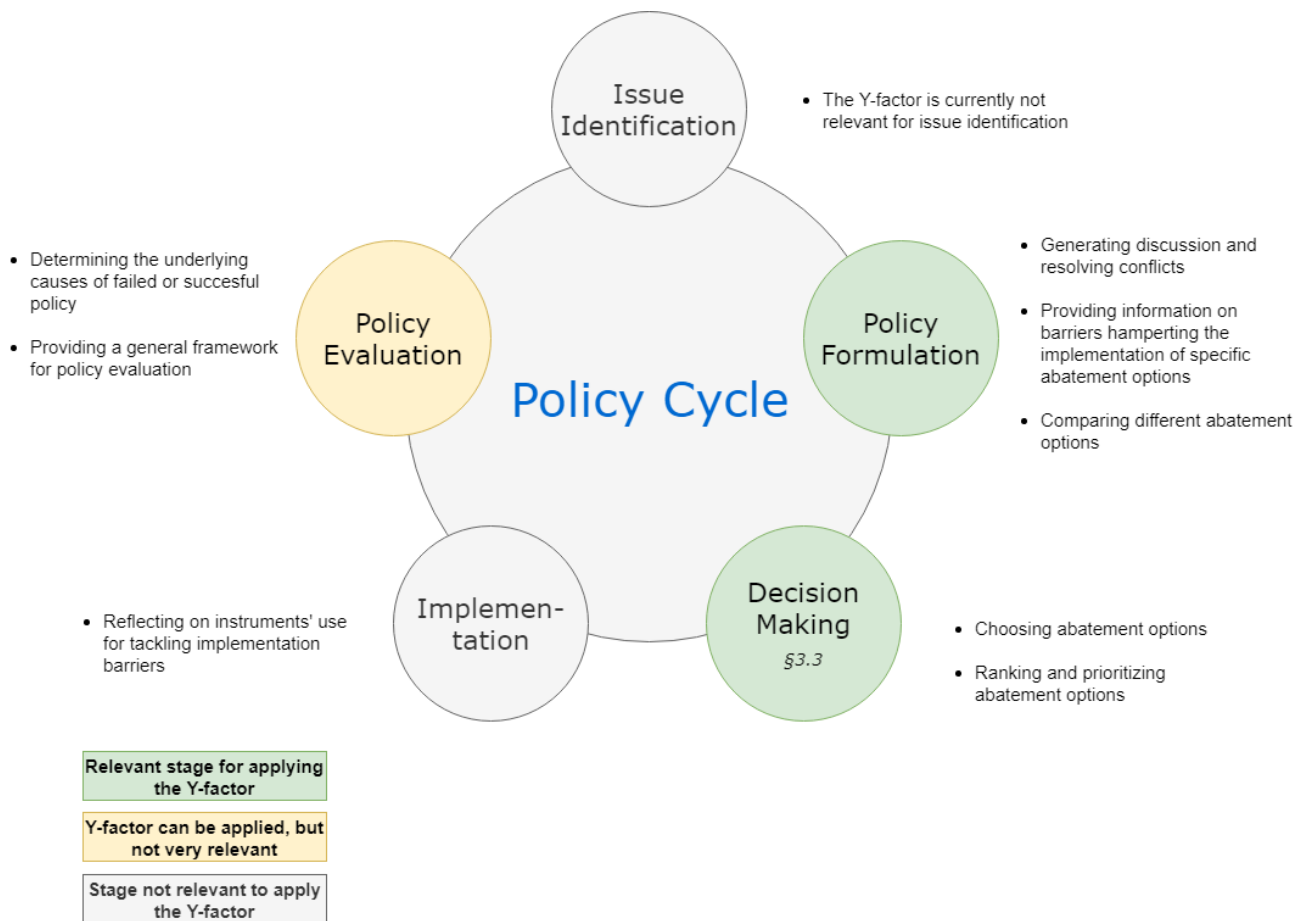 Issue
Identification
• The Y-factor is currently not
relevant for issue identification
• Determining the underlying
causes of failed or succesful
policy
• Providing a general framework
for policy evaluation
Policy
Evaluation
Policy Cycle
Policy
Formulation
• Generating discussion and
resolving conflicts
• Providing information on
barriers hamperting the
implementation of specific
abatement options
• Comparing different abatement
options
• Reflecting on instruments' use
for tackling implementation
barriers
Implemen-
tation
Decision
Making
§3.3
• Choosing abatement options
• Ranking and prioritizing
abatement options
Relevant stage for applying
the Y-factor
Y-factor can be applied, but
not very relevant
Stage not relevant to apply
the Y-factor